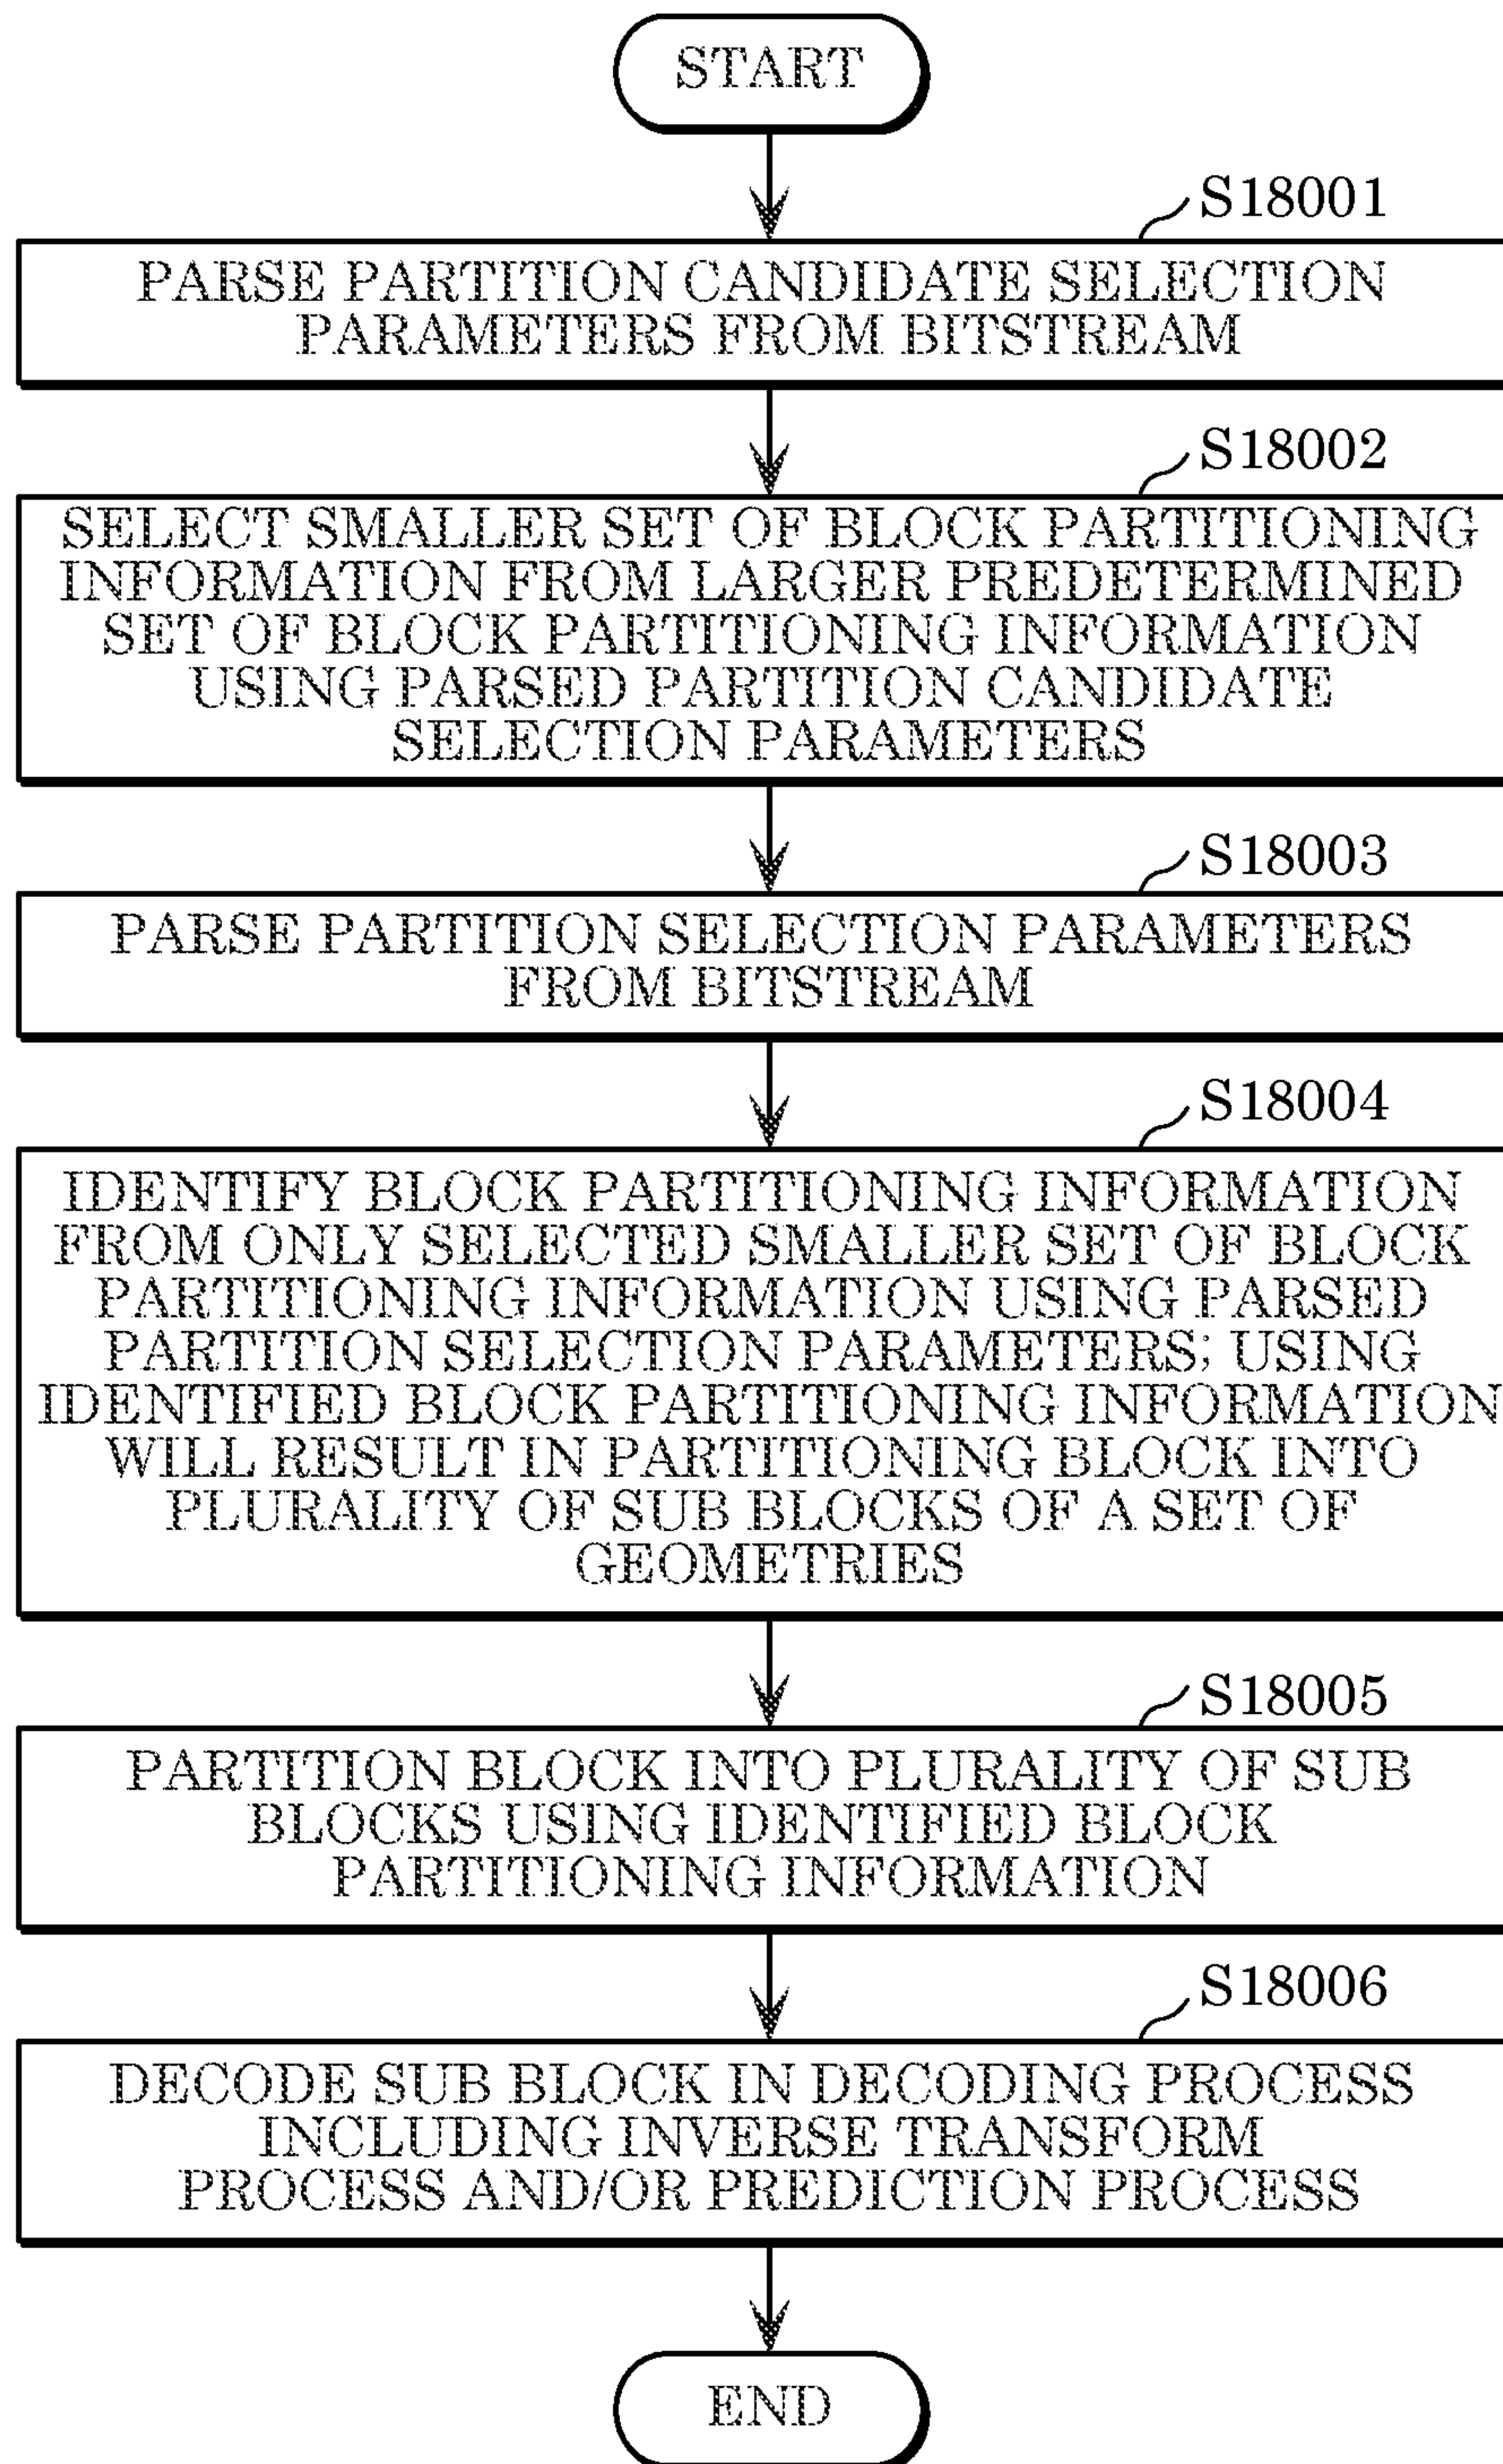 START
S18001
PARSE PARTITION CANDIDATE SELECTION
PARAMETERS FROM BITSTREAM
S18002
SELECT SMALLER SET OF BLOCK PARTITIONING
INFORMATION FROM LARGER PREDETERMINED
SET OF BLOCK PARTITIONING INFORMATION
USING PARSED PARTITION CANDIDATE
SELECTION PARAMETERS
S18003
PARSE PARTITION SELECTION PARAMETERS
FROM BITSTREAM
S18004
IDENTIFY BLOCK PARTITIONING INFORMATION
FROM ONLY SELECTED SMALLER SET OF BLOCK
PARTITIONING INFORMATION USING PARSED
PARTITION SELECTION PARAMETERS; USING
IDENTIFIED BLOCK PARTITIONING INFORMATION
WILL RESULT IN PARTITIONING BLOCK INTO
PLURALITY OF SUB BLOCKS OF A SET OF
GEOMETRIES
S18005
PARTITION BLOCK INTO PLURALITY OF SUB
BLOCKS USING IDENTIFIED BLOCK
PARTITIONING INFORMATION
S18006
DECODE SUB BLOCK IN DECODING PROCESS
INCLUDING INVERSE TRANSFORM
PROCESS AND/OR PREDICTION PROCESS
END